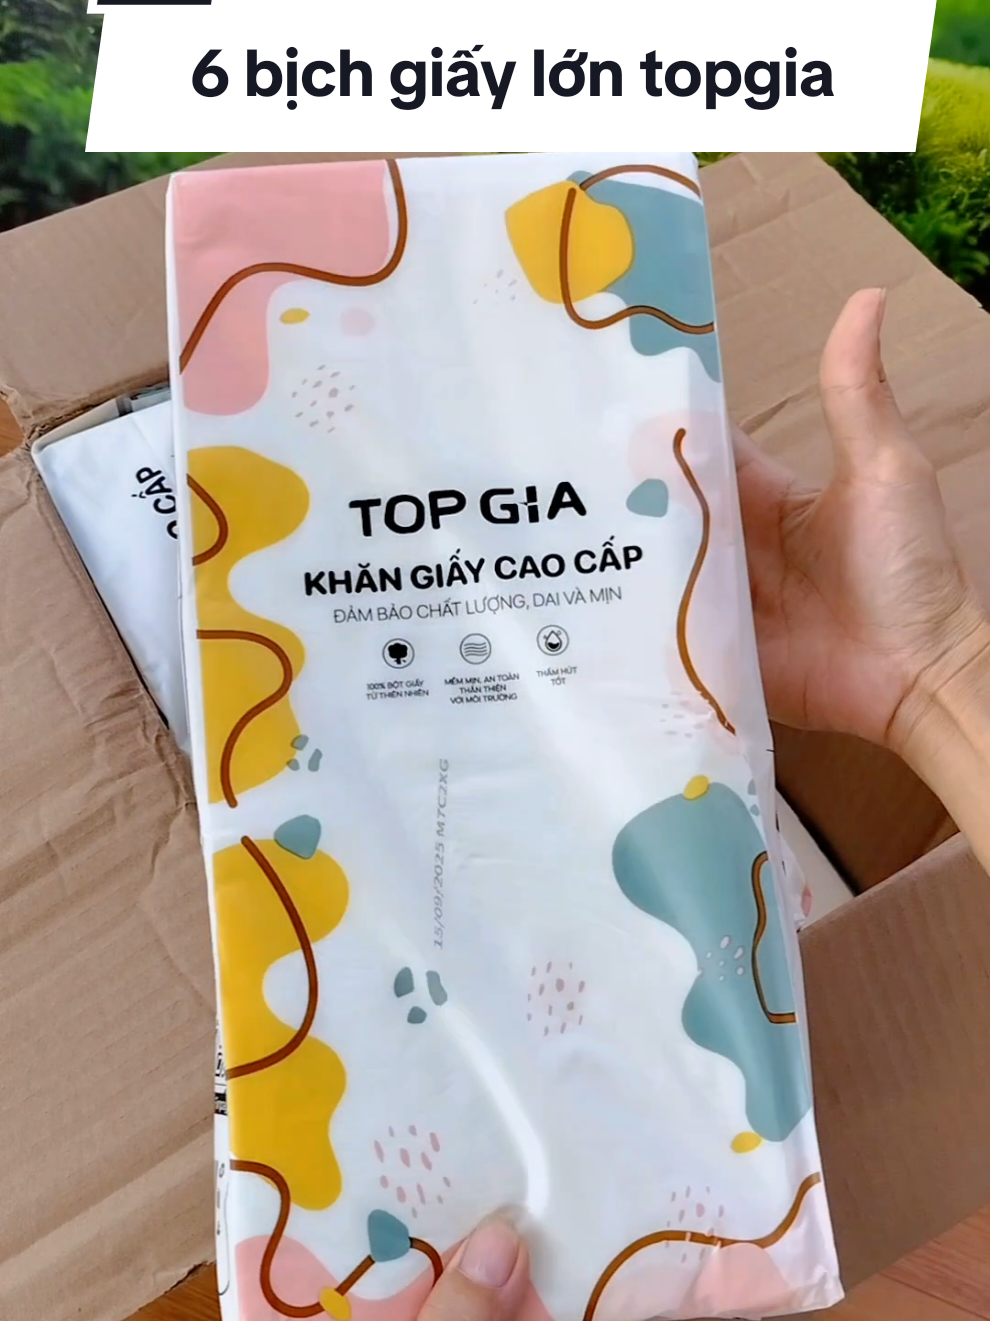 6 bịch giấy lớn topgia
CẤP
TOP GIA
KHĂN GIẤY CAO CẤP
ĐẢM BẢO CHẤT LƯỢNG, DAI VÀ MỊN
100% BỘT GIẤY
TỪ THIÊN NHIÊN
MỀM MỊN, AN TOÀN
THÂN THIỆN
VỚI MÔI TRƯỜNG
THẤM HÚT
TỐT
15/09/2025 M7C2XG